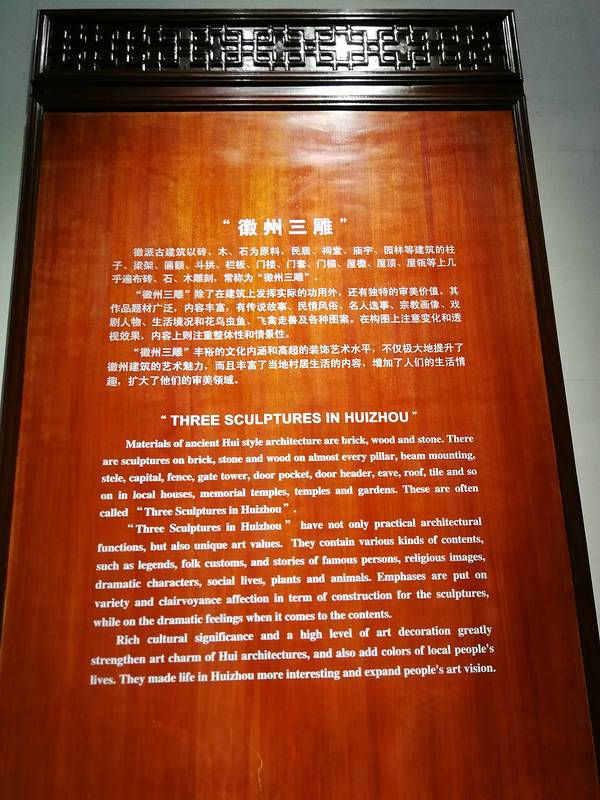 “徽州三雕”
徽派古建筑以砖、木、石为原料，民居、祠堂、庙宇、园林等建筑的柱
子、梁架、匾额、斗拱、栏板、门楼、门套、门楣、屋檐、屋顶、屋瓴等上几
乎遍布砖、石、木雕刻，常称为“徽州三雕”。
“徽州三雕”除了在建筑上发挥实际的功用外，还有独特的审美价值。其
作品题材广泛，内容丰富，有传说故事、民情风俗、名人逸事、宗教画像、戏
剧人物、生活境况和花鸟虫鱼、飞禽走兽及各种图案。在构图上注意变化和透
视效果，内容上则注重整体性和情景性。
“徽州三雕”丰裕的文化内涵和高超的装饰艺术水平，不仅极大地提升了
徽州建筑的艺术魅力，而且丰富了当地村居生活的内容，增加了人们的生活情
趣，扩大了他们的审美领域。
“THREE SCULPTURES IN HUIZHOU”
Materials of ancient Hui style architecture are brick, wood and stone. There
are sculptures on brick, stone and wood on almost every pillar, beam mounting,
stele, capital, fence, gate tower, door pocket, door header, eave, roof, tile and so
on in local houses, memorial temples, temples and gardens. These are often
called “Three Sculptures in Huizhou”.
“Three Sculptures in Huizhou” have not only practical architectural
functions, but also unique art values. They contain various kinds of contents,
such as legends, folk customs, and stories of famous persons, religious images,
dramatic characters, social lives, plants and animals. Emphases are put on
variety and clairvoyance affection in term of construction for the sculptures,
while on the dramatic feelings when it comes to the contents.
Rich cultural significance and a high level of art decoration greatly
strengthen art charm of Hui architectures, and also add colors of local people's
lives. They made life in Huizhou more interesting and expand people's art vision.